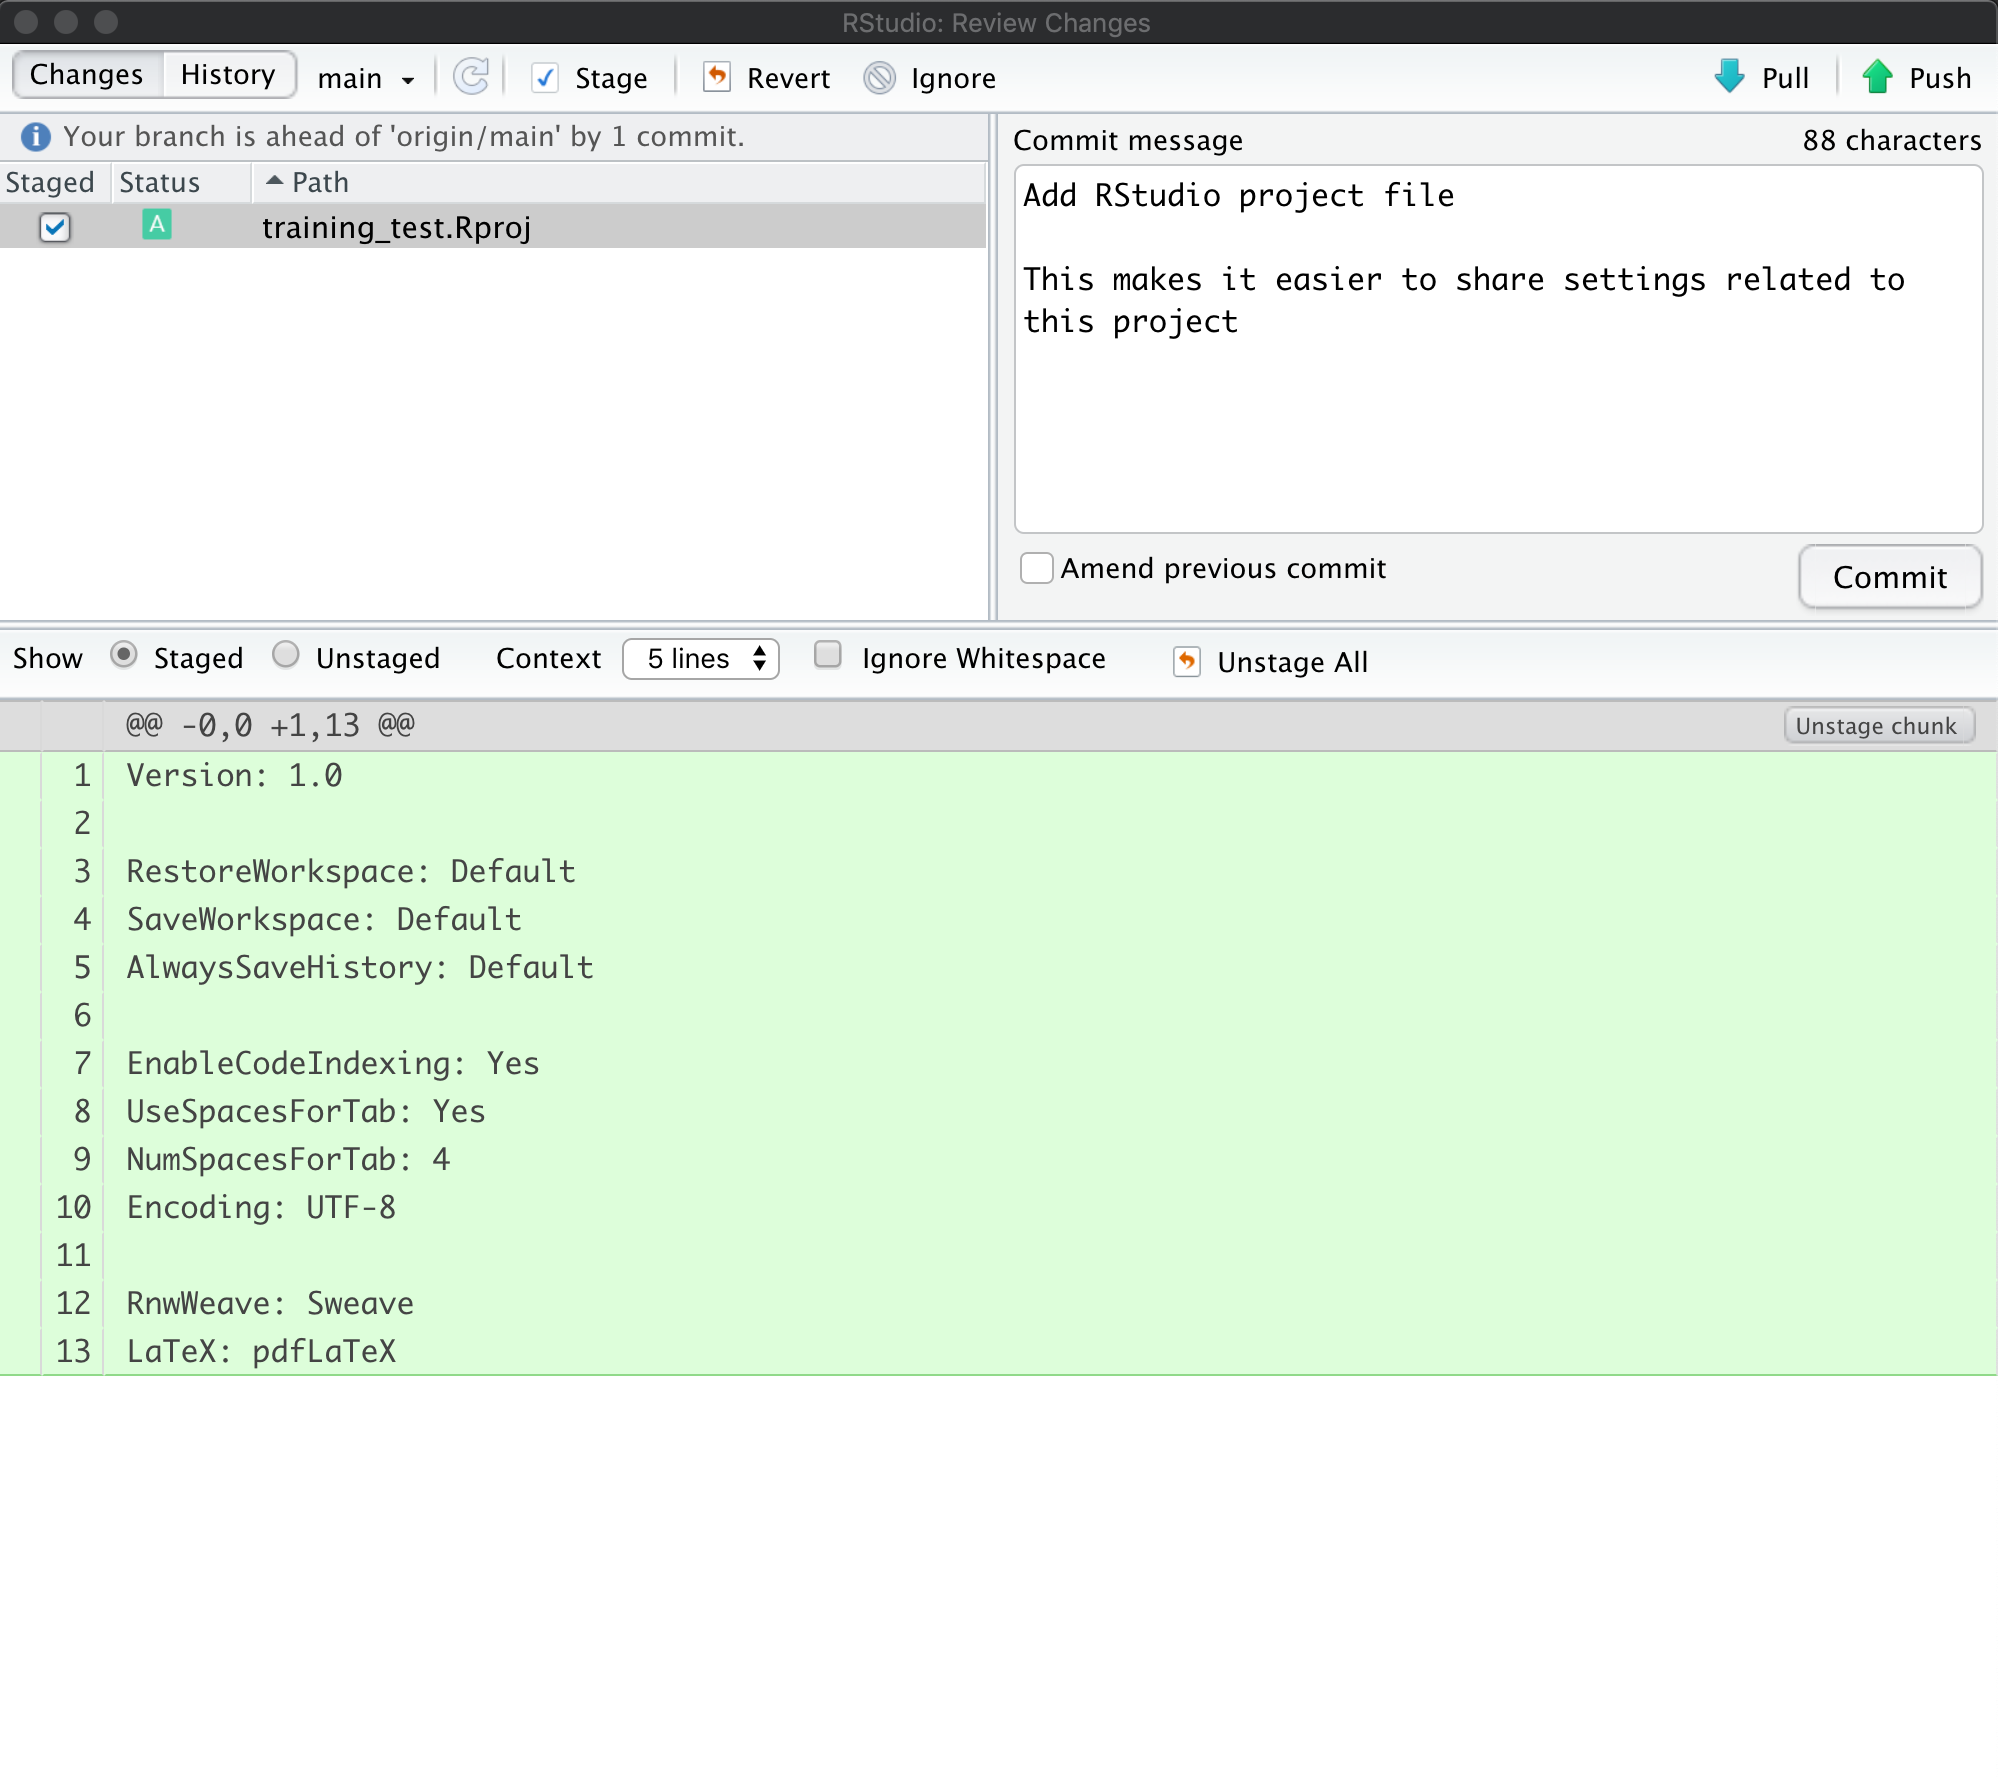 RStudio: Review Changes
Changes History main Stage Revert Ignore Pull Push
Your branch is ahead of 'origin/main' by 1 commit.
Staged Status Path
A training_test.Rproj
Commit message 88 characters
Add RStudio project file
This makes it easier to share settings related to
this project
Amend previous commit Commit
Show Staged Unstaged Context 5 lines Ignore Whitespace Unstage All
@@ -0,0 +1,13 @@ Unstage chunk
1 Version: 1.0
2
3 RestoreWorkspace: Default
4 SaveWorkspace: Default
5 AlwaysSaveHistory: Default
6
7 EnableCodeIndexing: Yes
8 UseSpacesForTab: Yes
9 NumSpacesForTab: 4
10 Encoding: UTF-8
11
12 RnwWeave: Sweave
13 LaTeX: pdfLaTeX